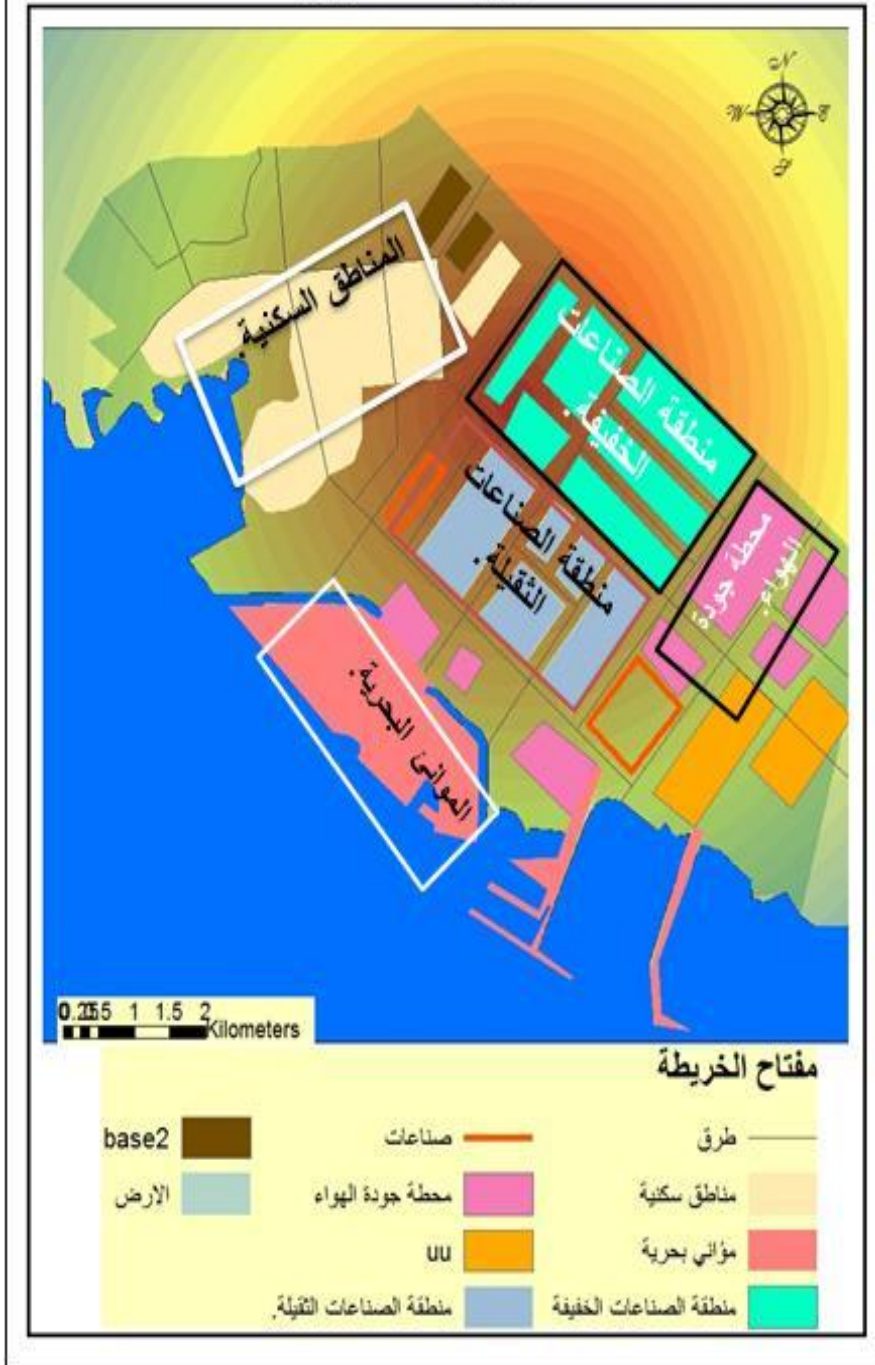 N
W
E
S
المناطق السكنية.
منطقة الصناعات
الخفيفة.
منطقة الصناعات
الثقيلة.
محطة جودة
الهواء.
الموانئ البحرية.
1 1.5 2
Kilometers
مفتاح الخريطة
طرق
صناعات
base2
مناطق سكنية
محطة جودة الهواء
الارض
مؤاني بحرية
uu
منطقة الصناعات الخفيفة
منطقة الصناعات الثقيلة.